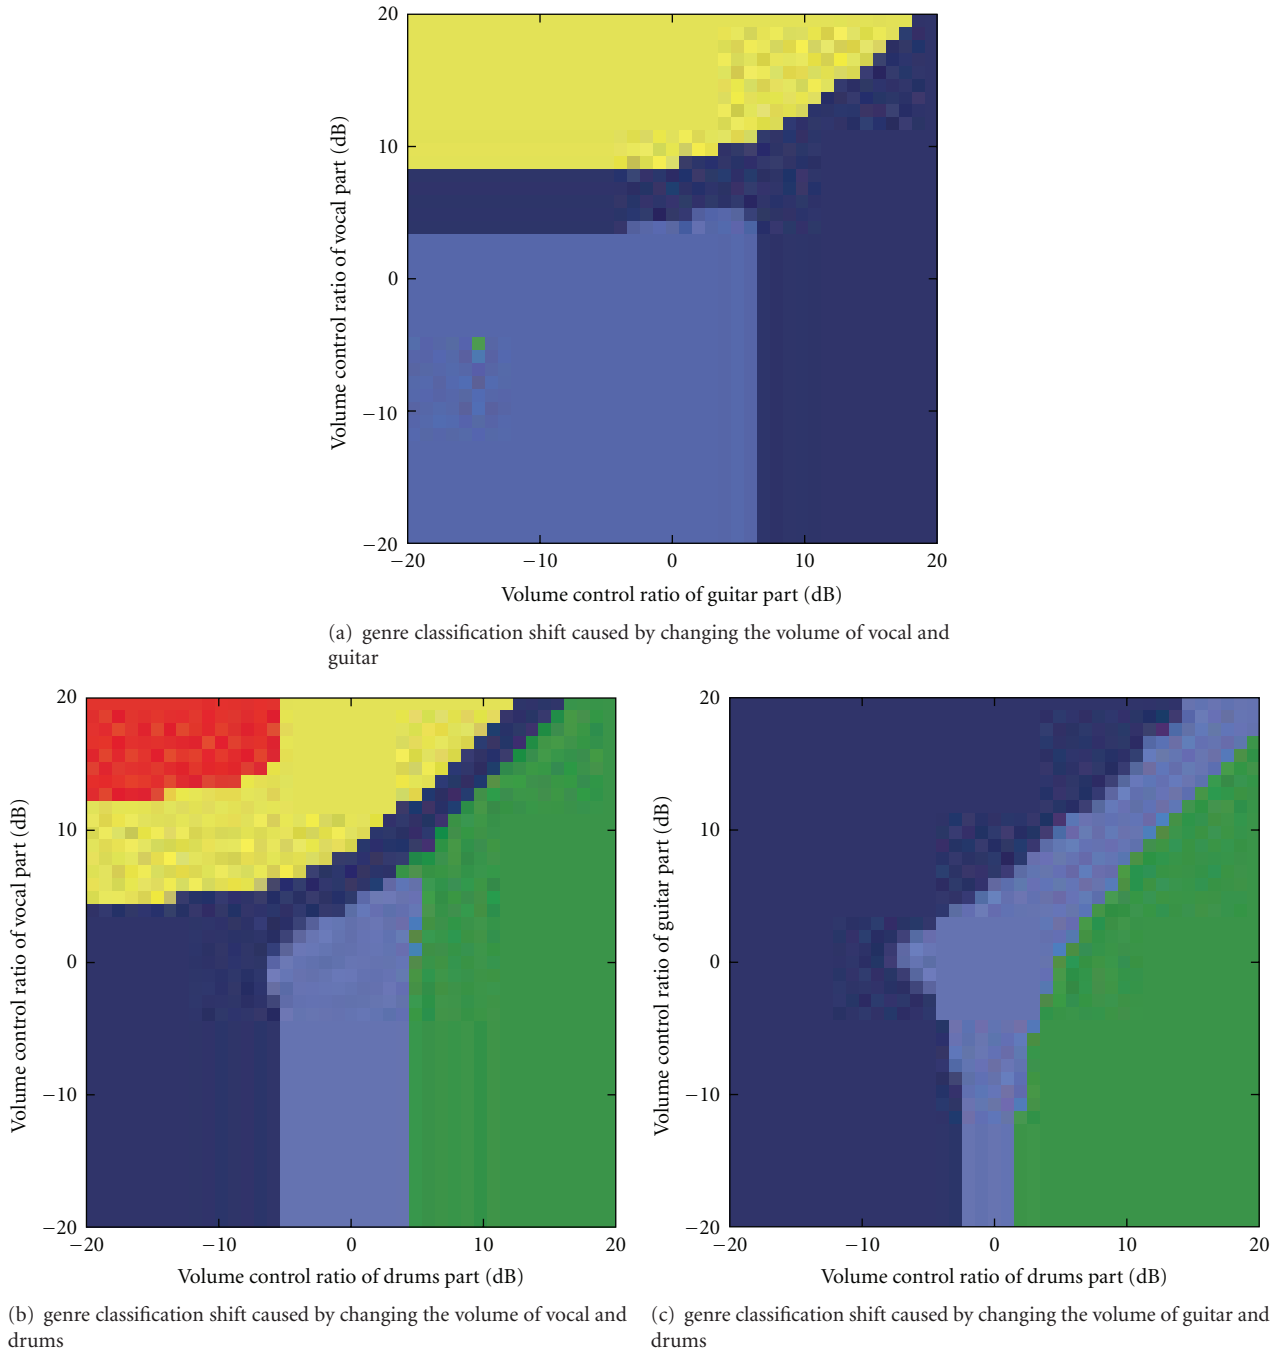 20
10
0
−10
−20
Volume control ratio of vocal part (dB)
−20 −10 0 10 20
Volume control ratio of guitar part (dB)
(a) genre classification shift caused by changing the volume of vocal and
guitar
20
10
0
−10
−20
Volume control ratio of vocal part (dB)
−20 −10 0 10 20
Volume control ratio of drums part (dB)
(b) genre classification shift caused by changing the volume of vocal and
drums
20
10
0
−10
−20
Volume control ratio of guitar part (dB)
−20 −10 0 10 20
Volume control ratio of drums part (dB)
(c) genre classification shift caused by changing the volume of guitar and
drums